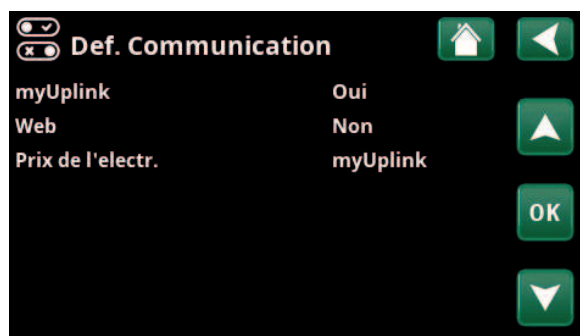 Def. Communication
myUplink Oui
Web Non
Prix de l'electr. myUplink
OK